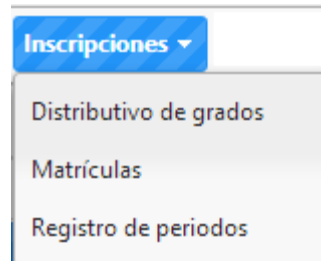 Inscripciones
Distributivo de grados
Matrículas
Registro de periodos